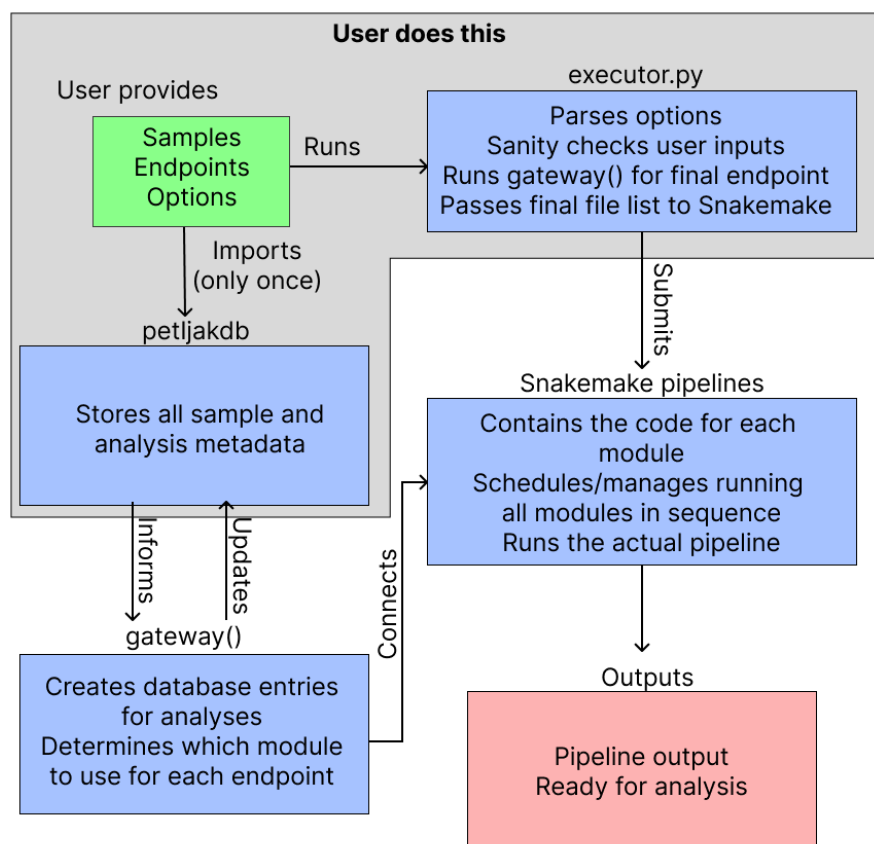 User does this
User provides
Samples
Endpoints
Options
Runs
executor.py
Parses options
Sanity checks user inputs
Runs gateway() for final endpoint
Passes final file list to Snakemake
Imports
(only once)
petljakdb
Stores all sample and
analysis metadata
Submits
Snakemake pipelines
Contains the code for each
module
Schedules/manages running
all modules in sequence
Runs the actual pipeline
Informs
Updates
gateway()
Creates database entries
for analyses
Determines which module
to use for each endpoint
Connects
Outputs
Pipeline output
Ready for analysis